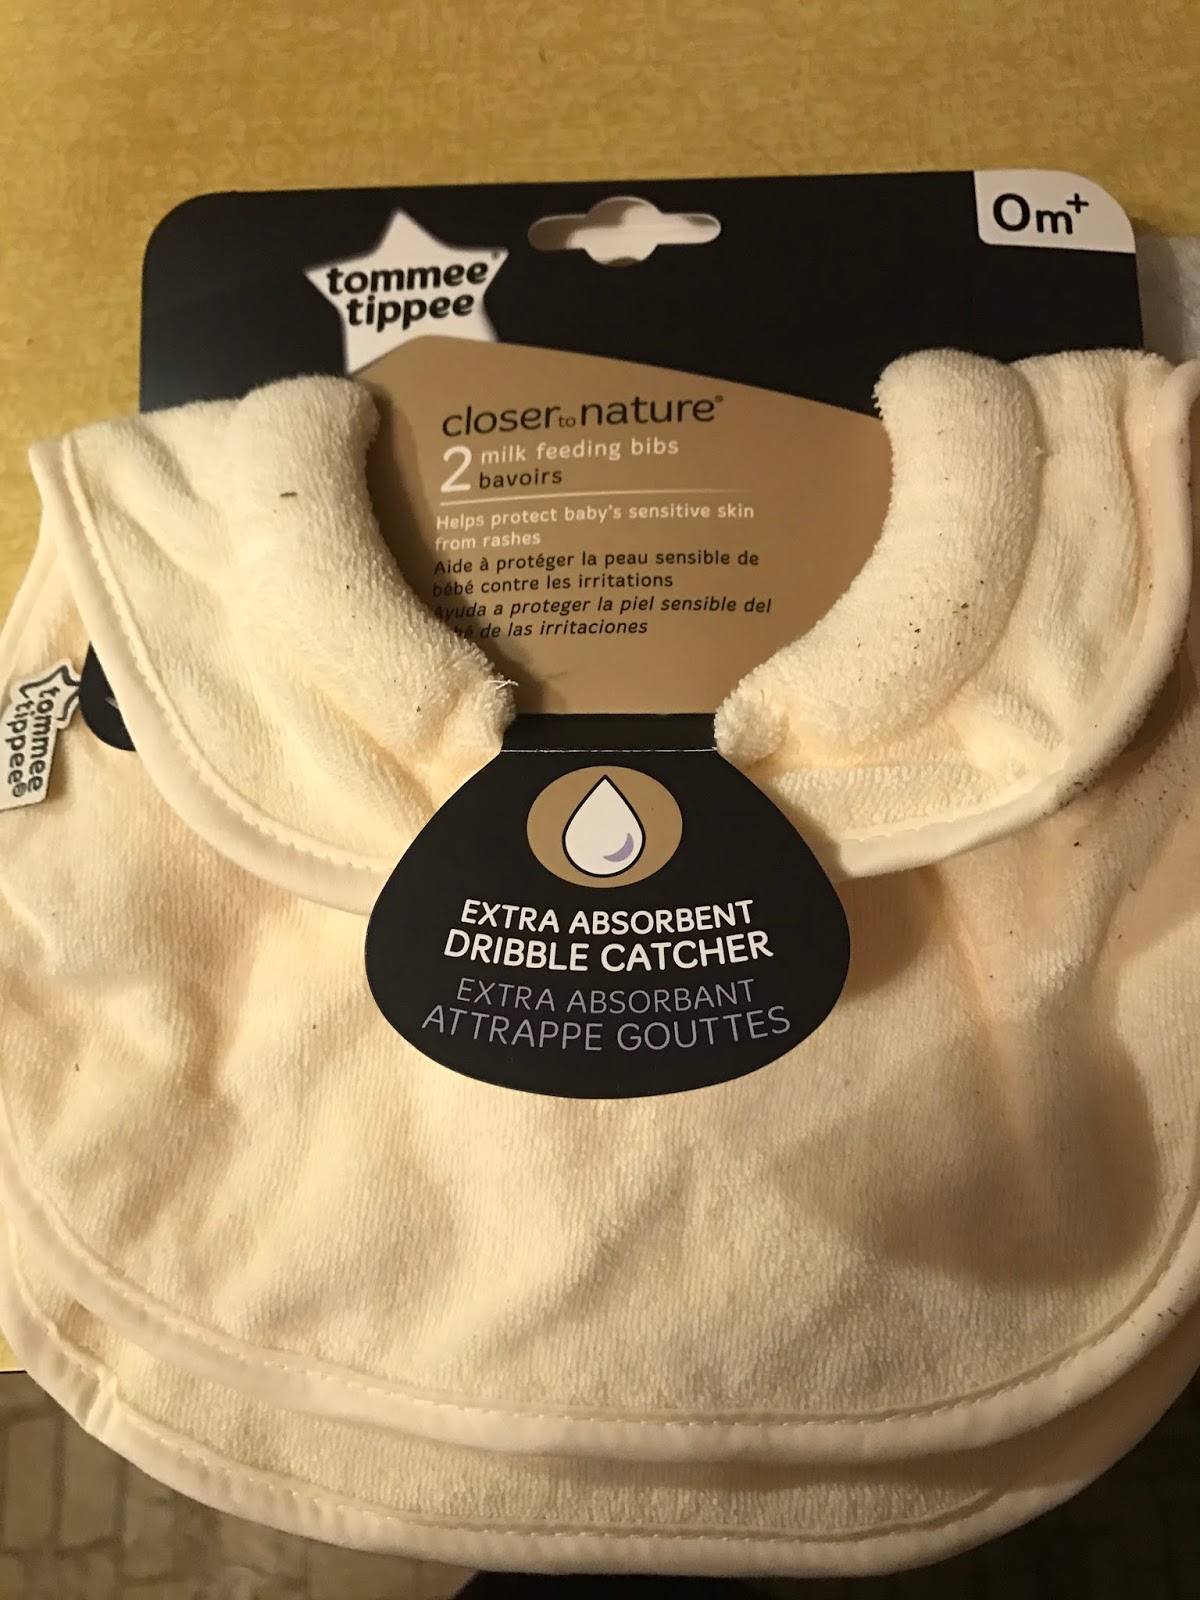 0m+
tommee
tippee®
closer to nature®
2 milk feeding bibs
bavoirs
Helps protect baby's sensitive skin
from rashes
Aide à protéger la peau sensible de
bébé contre les irritations
Ayuda a proteger la piel sensible del
de las irritaciones
tommee
tippee®
EXTRA ABSORBENT
DRIBBLE CATCHER
EXTRA ABSORBANT
ATTRAPPE GOUTTES